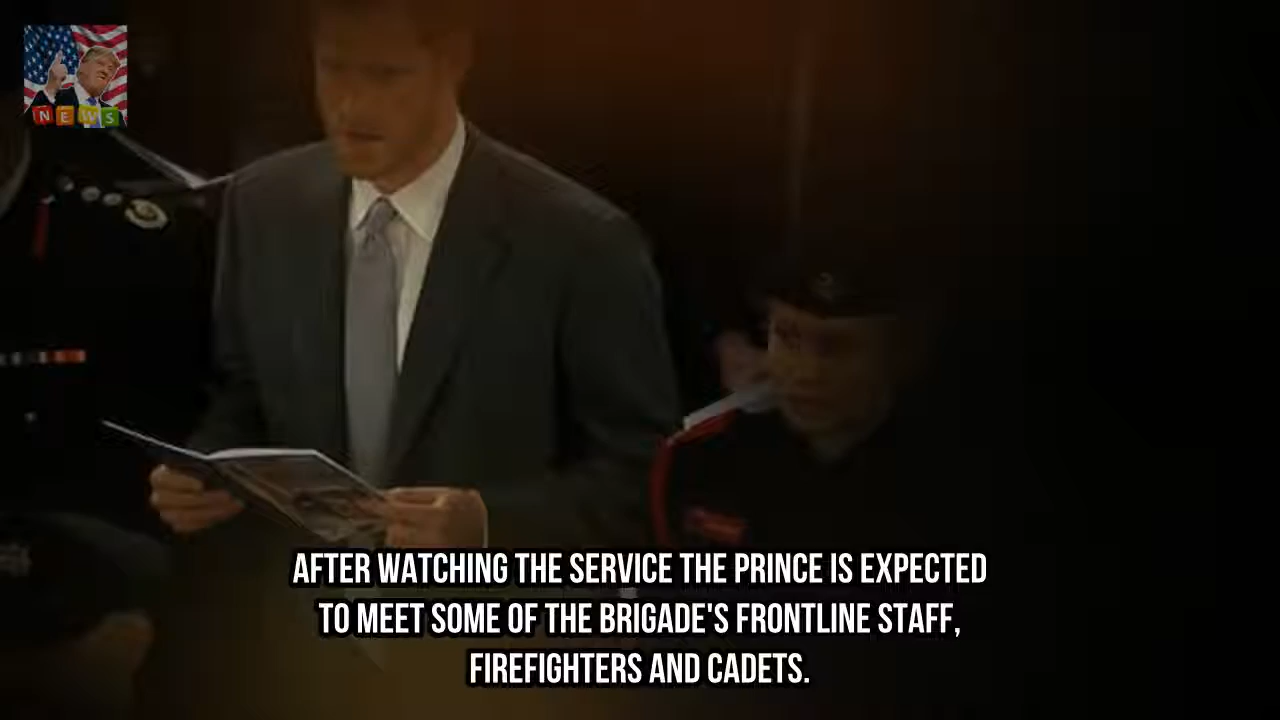 NEWS
AFTER WATCHING THE SERVICE THE PRINCE IS EXPECTED
TO MEET SOME OF THE BRIGADE'S FRONTLINE STAFF,
FIREFIGHTERS AND CADETS.